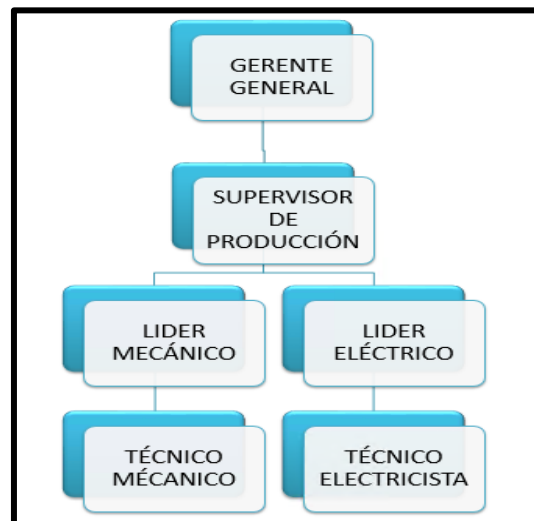 GERENTE
GENERAL
SUPERVISOR
DE
PRODUCCIÓN
LIDER
MECÁNICO
LIDER
ELÉCTRICO
TÉCNICO
MÉCANICO
TÉCNICO
ELECTRICISTA